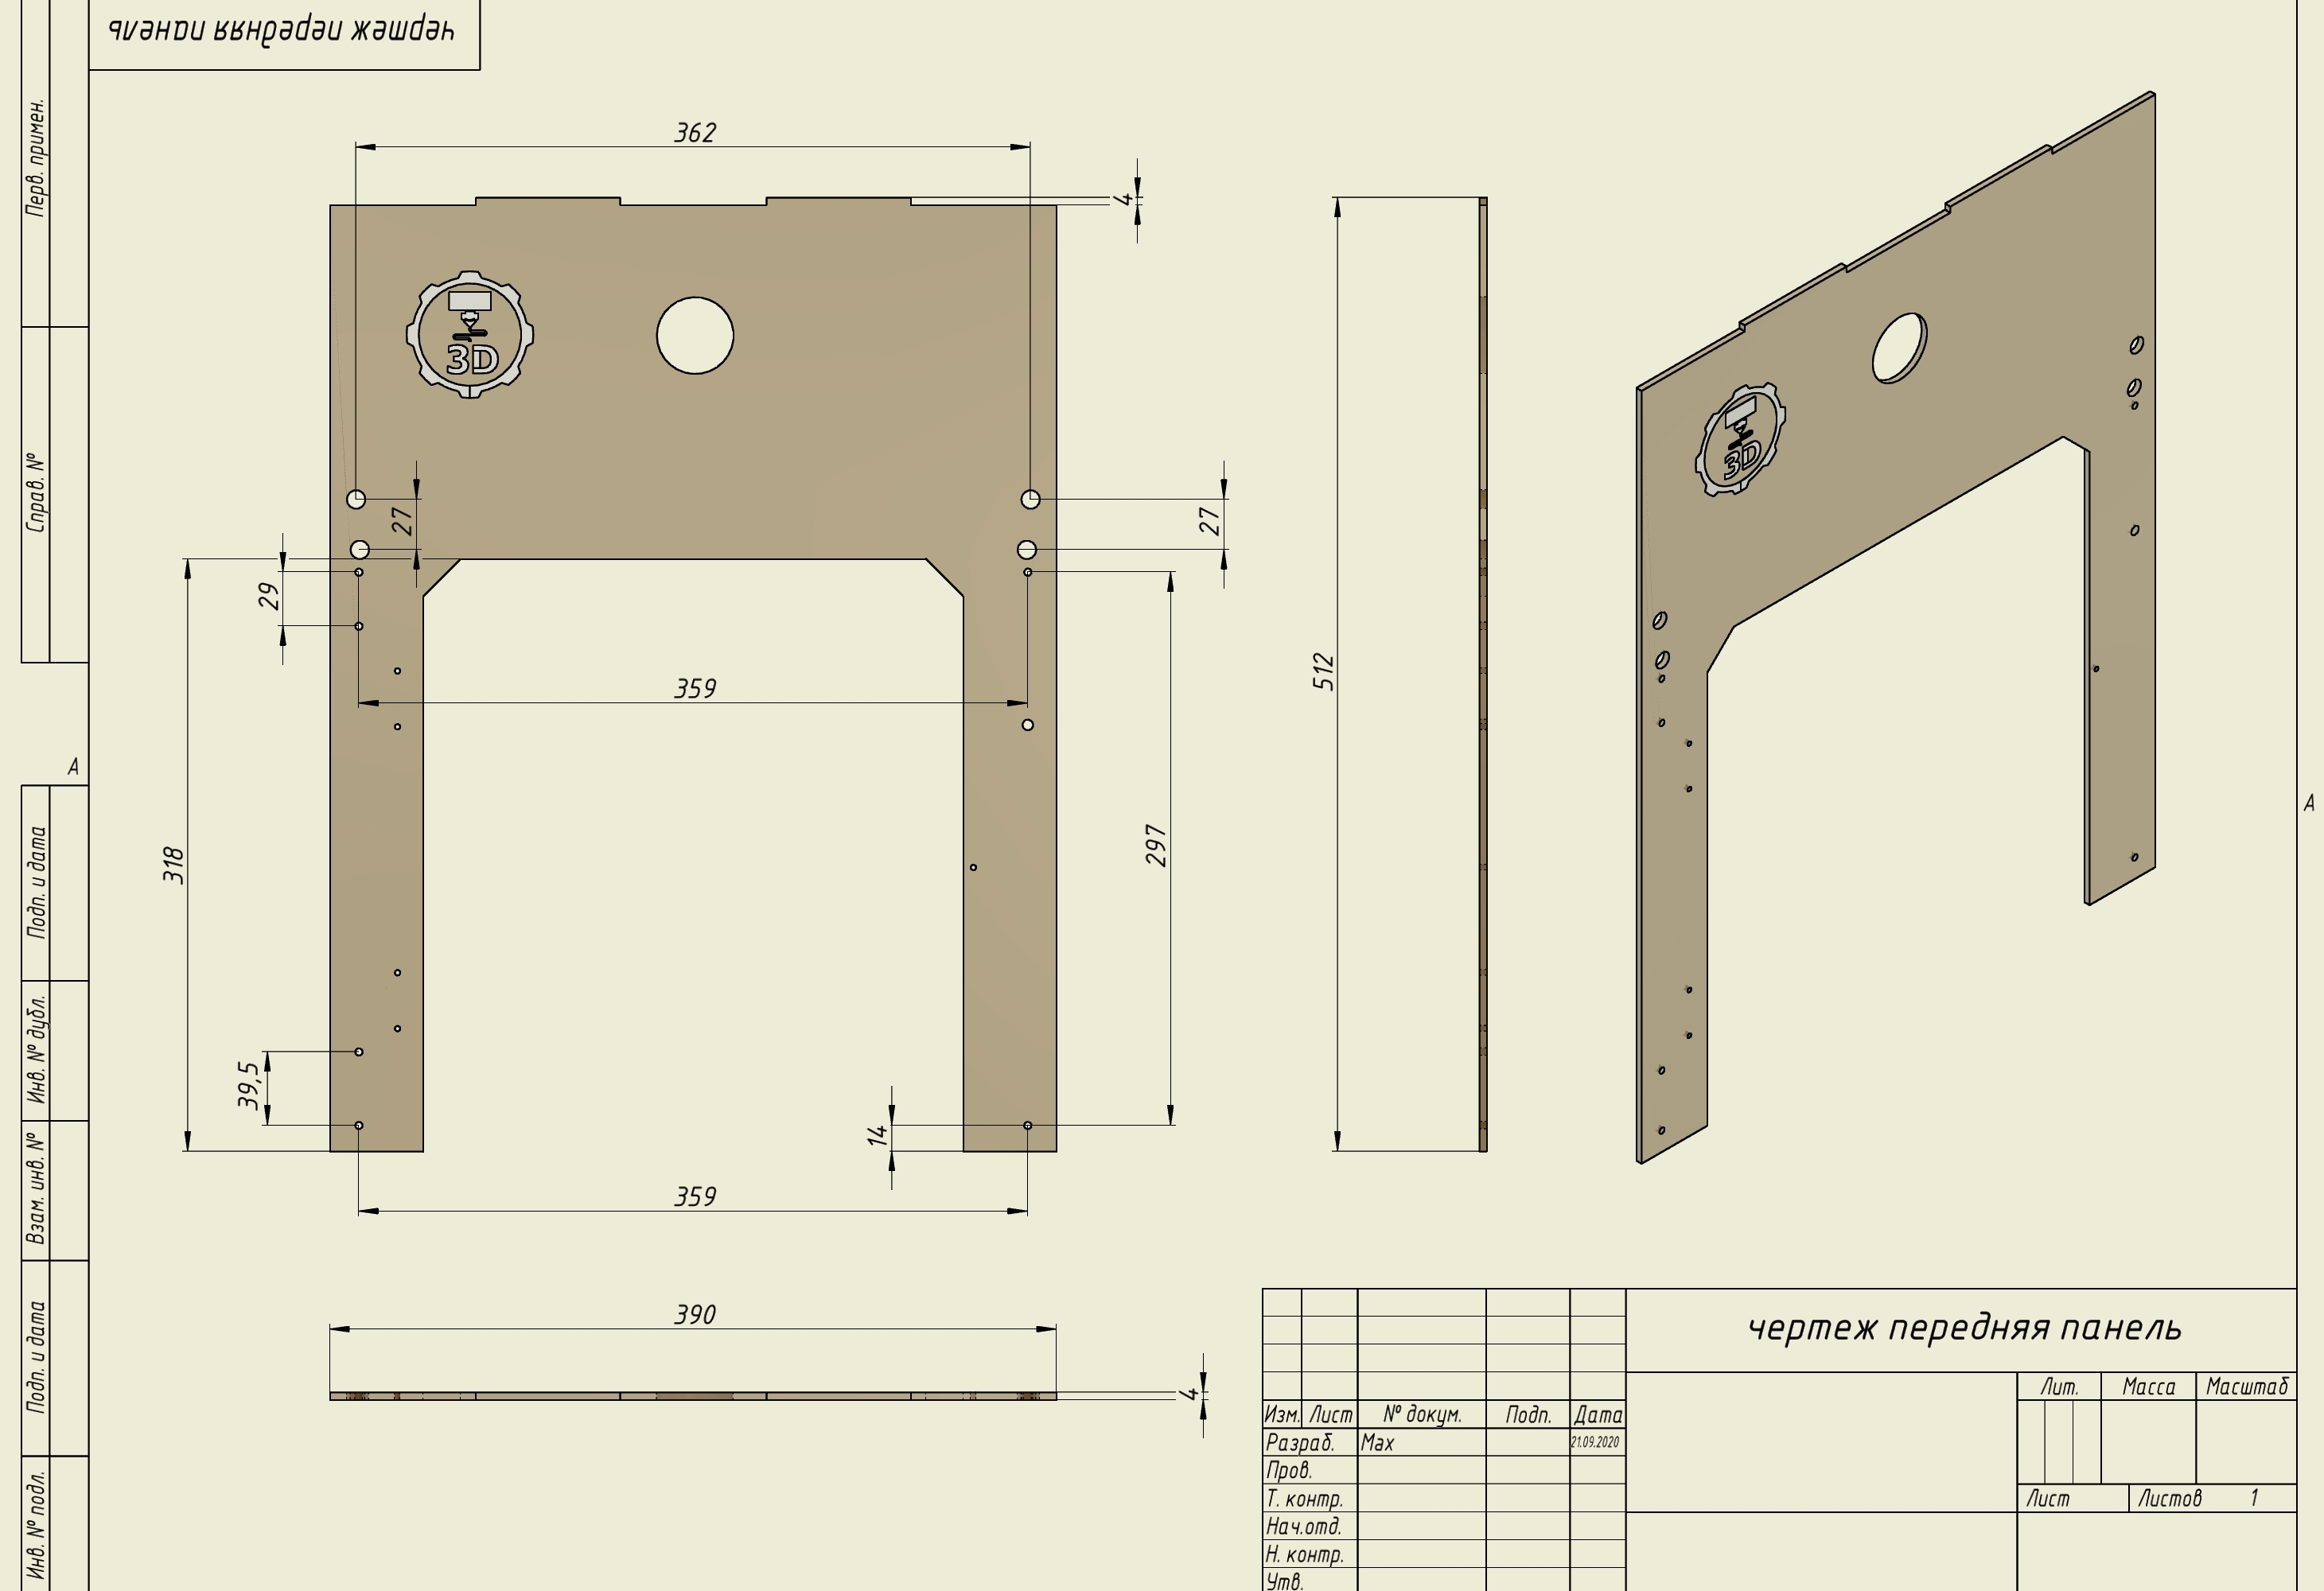 чертеж передняя панель
Перв. примен.
Справ. №
Подп. и дата
Инв. № дубл.
Взам. инв. №
Подп. и дата
Инв. № подл.
A
A
362
4
3D
27
27
29
359
318
297
39,5
14
359
512
390
4
чертеж передняя панель
Лит. Масса Масштаб
Изм. Лист № докум. Подп. Дата
Разраб. Max 21.09.2020
Пров.
Т. контр.
Лист Листов 1
Нач.отд.
Н. контр.
Утв.